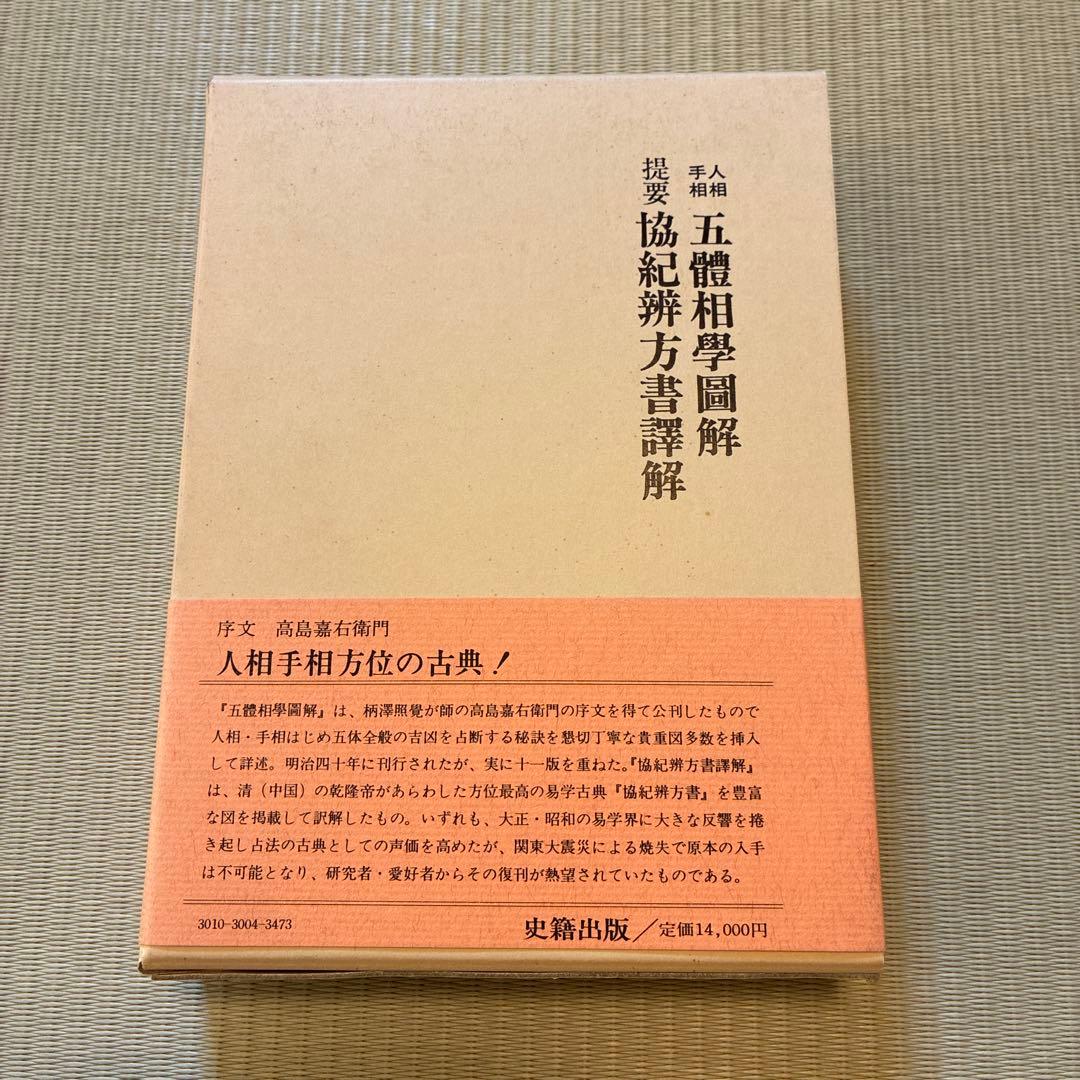 人相
手相
五體相學圖解
提要
協紀辨方書譯解
序文　高島嘉右衛門
人相手相方位の古典！
『五體相學圖解』は、柄澤照覺が師の高島嘉右衛門の序文を得て公刊したもので
人相・手相はじめ五体全般の吉凶を占断する秘訣を懇切丁寧な貴重図多数を挿入
して詳述。明治四十年に刊行されたが、実に十一版を重ねた。『協紀辨方書譯解』
は、清（中国）の乾隆帝があらわした方位最高の易学古典『協紀辨方書』を豊富
な図を掲載して訳解したもの。いずれも、大正・昭和の易学界に大きな反響を捲
き起し占法の古典としての声価を高めたが、関東大震災による焼失で原本の入手
は不可能となり、研究者・愛好者からその復刊が熱望されていたものである。
3010-3004-3473
史籍出版／定価14,000円